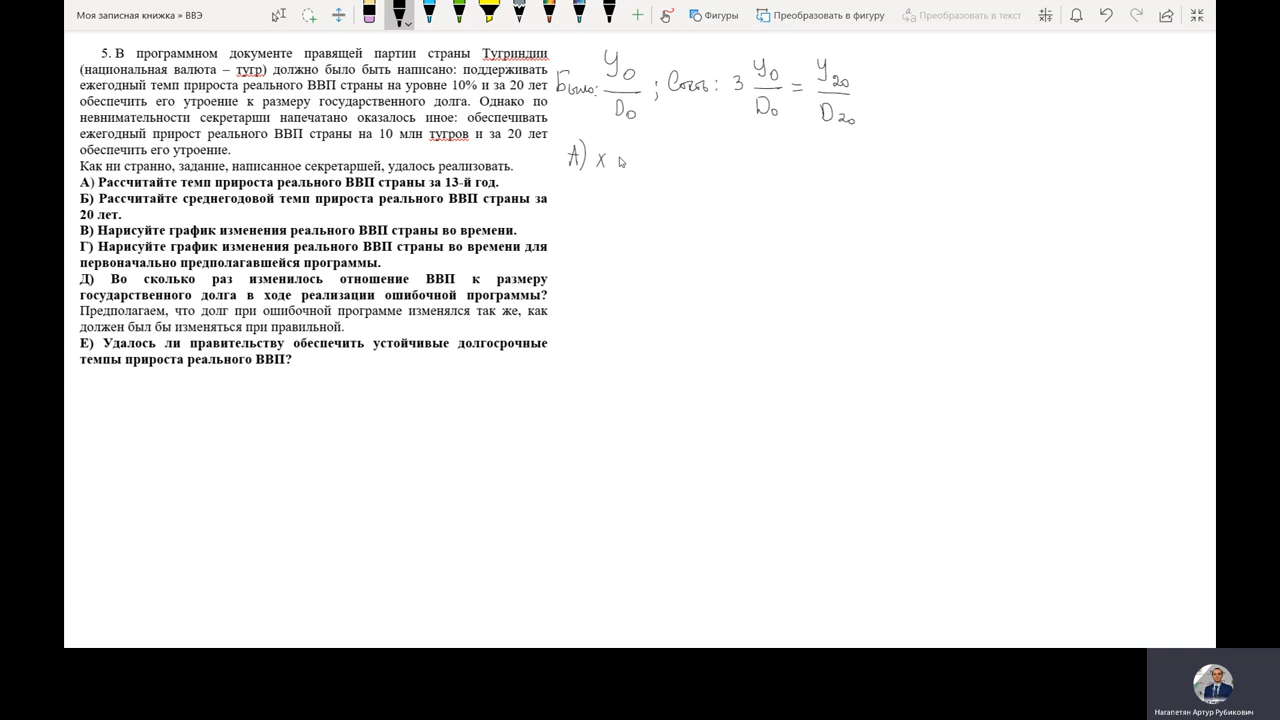 Моя записная книжка » ВВЭ
Фигуры
Преобразовать в фигуру
Преобразовать в текст
5. В программном документе правящей партии страны Тугриндии
(национальная валюта – тугр) должно было быть написано: поддерживать
ежегодный темп прироста реального ВВП страны на уровне 10% и за 20 лет
обеспечить его утроение к размеру государственного долга. Однако по
невнимательности секретарши напечатано оказалось иное: обеспечивать
ежегодный прирост реального ВВП страны на 10 млн тугров и за 20 лет
обеспечить его утроение.
Как ни странно, задание, написанное секретаршей, удалось реализовать.
А) Рассчитайте темп прироста реального ВВП страны за 13-й год.
Б) Рассчитайте среднегодовой темп прироста реального ВВП страны за
20 лет.
В) Нарисуйте график изменения реального ВВП страны во времени.
Г) Нарисуйте график изменения реального ВВП страны во времени для
первоначально предполагавшейся программы.
Д) Во сколько раз изменилось отношение ВВП к размеру
государственного долга в ходе реализации ошибочной программы?
Предполагаем, что долг при ошибочной программе изменялся так же, как
должен был бы изменяться при правильной.
Е) Удалось ли правительству обеспечить устойчивые долгосрочные
темпы прироста реального ВВП?
Было: y₀/D₀ ; 3 y₀/D₀ = y₂₀/D₂₀
А) x
Нагапетян Артур Рубикович